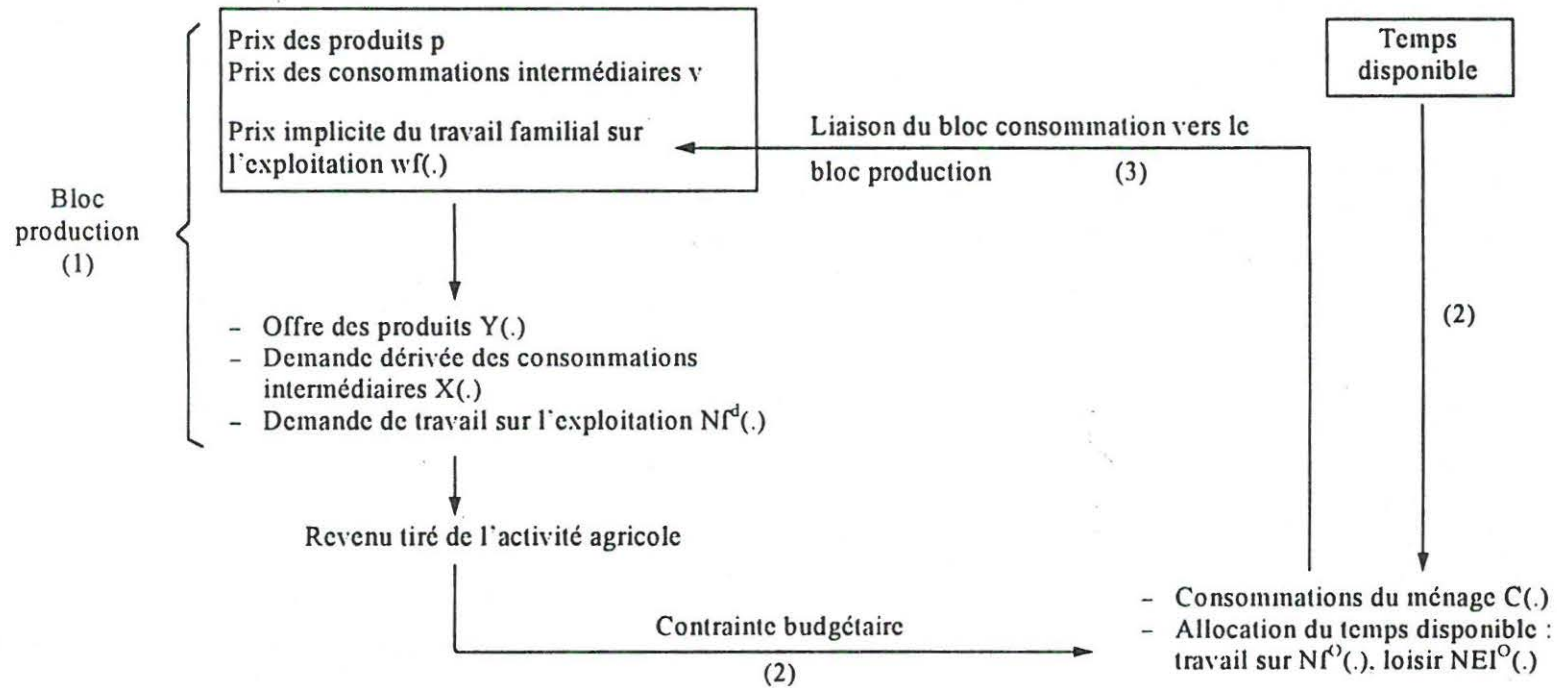 Prix des produits p
Prix des consommations intermédiaires v
Prix implicite du travail familial sur
l'exploitation wf(.)
Temps
disponible
Liaison du bloc consommation vers le
bloc production (3)
Bloc
production
(1)
(2)
- Offre des produits Y(.)
- Demande dérivée des consommations
intermédiaires X(.)
- Demande de travail sur l'exploitation Nf^d(.)
Revenu tiré de l'activité agricole
Contrainte budgétaire
(2)
- Consommations du ménage C(.)
- Allocation du temps disponible :
travail sur Nf^O(.), loisir NEI^O(.)